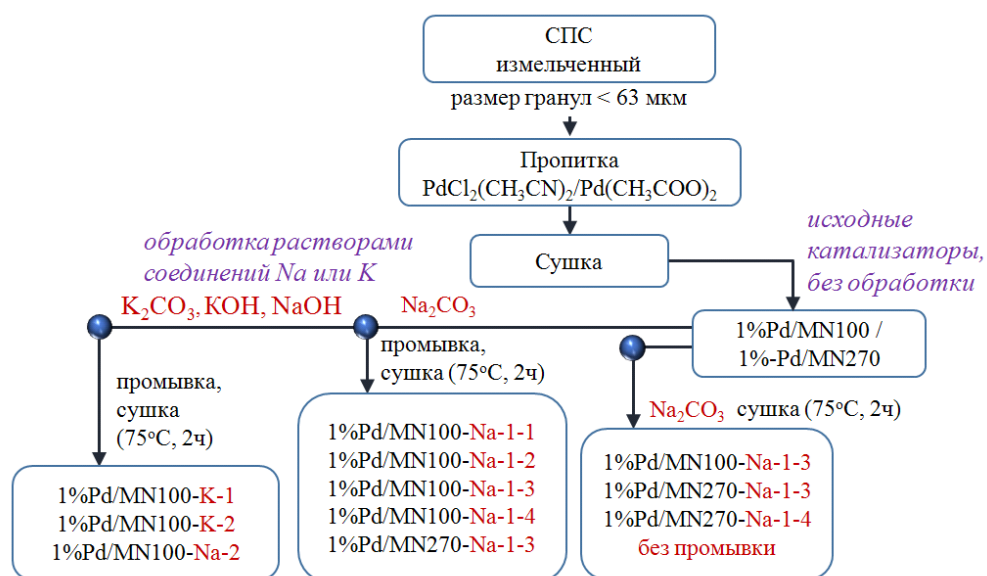 СПС
измельченный
размер гранул < 63 мкм
Пропитка
PdCl₂(CH₃CN)₂/Pd(CH₃COO)₂
Сушка
исходные
катализаторы,
без обработки
обработка растворами
соединений Na или K
K₂CO₃, КОН, NaOH
Na₂CO₃
1%Pd/MN100 /
1%-Pd/MN270
промывка,
сушка
(75°C, 2ч)
промывка,
сушка (75°C, 2ч)
Na₂CO₃ сушка (75°C, 2ч)
1%Pd/MN100-K-1
1%Pd/MN100-K-2
1%Pd/MN100-Na-2
1%Pd/MN100-Na-1-1
1%Pd/MN100-Na-1-2
1%Pd/MN100-Na-1-3
1%Pd/MN100-Na-1-4
1%Pd/MN270-Na-1-3
1%Pd/MN100-Na-1-3
1%Pd/MN270-Na-1-3
1%Pd/MN270-Na-1-4
без промывки